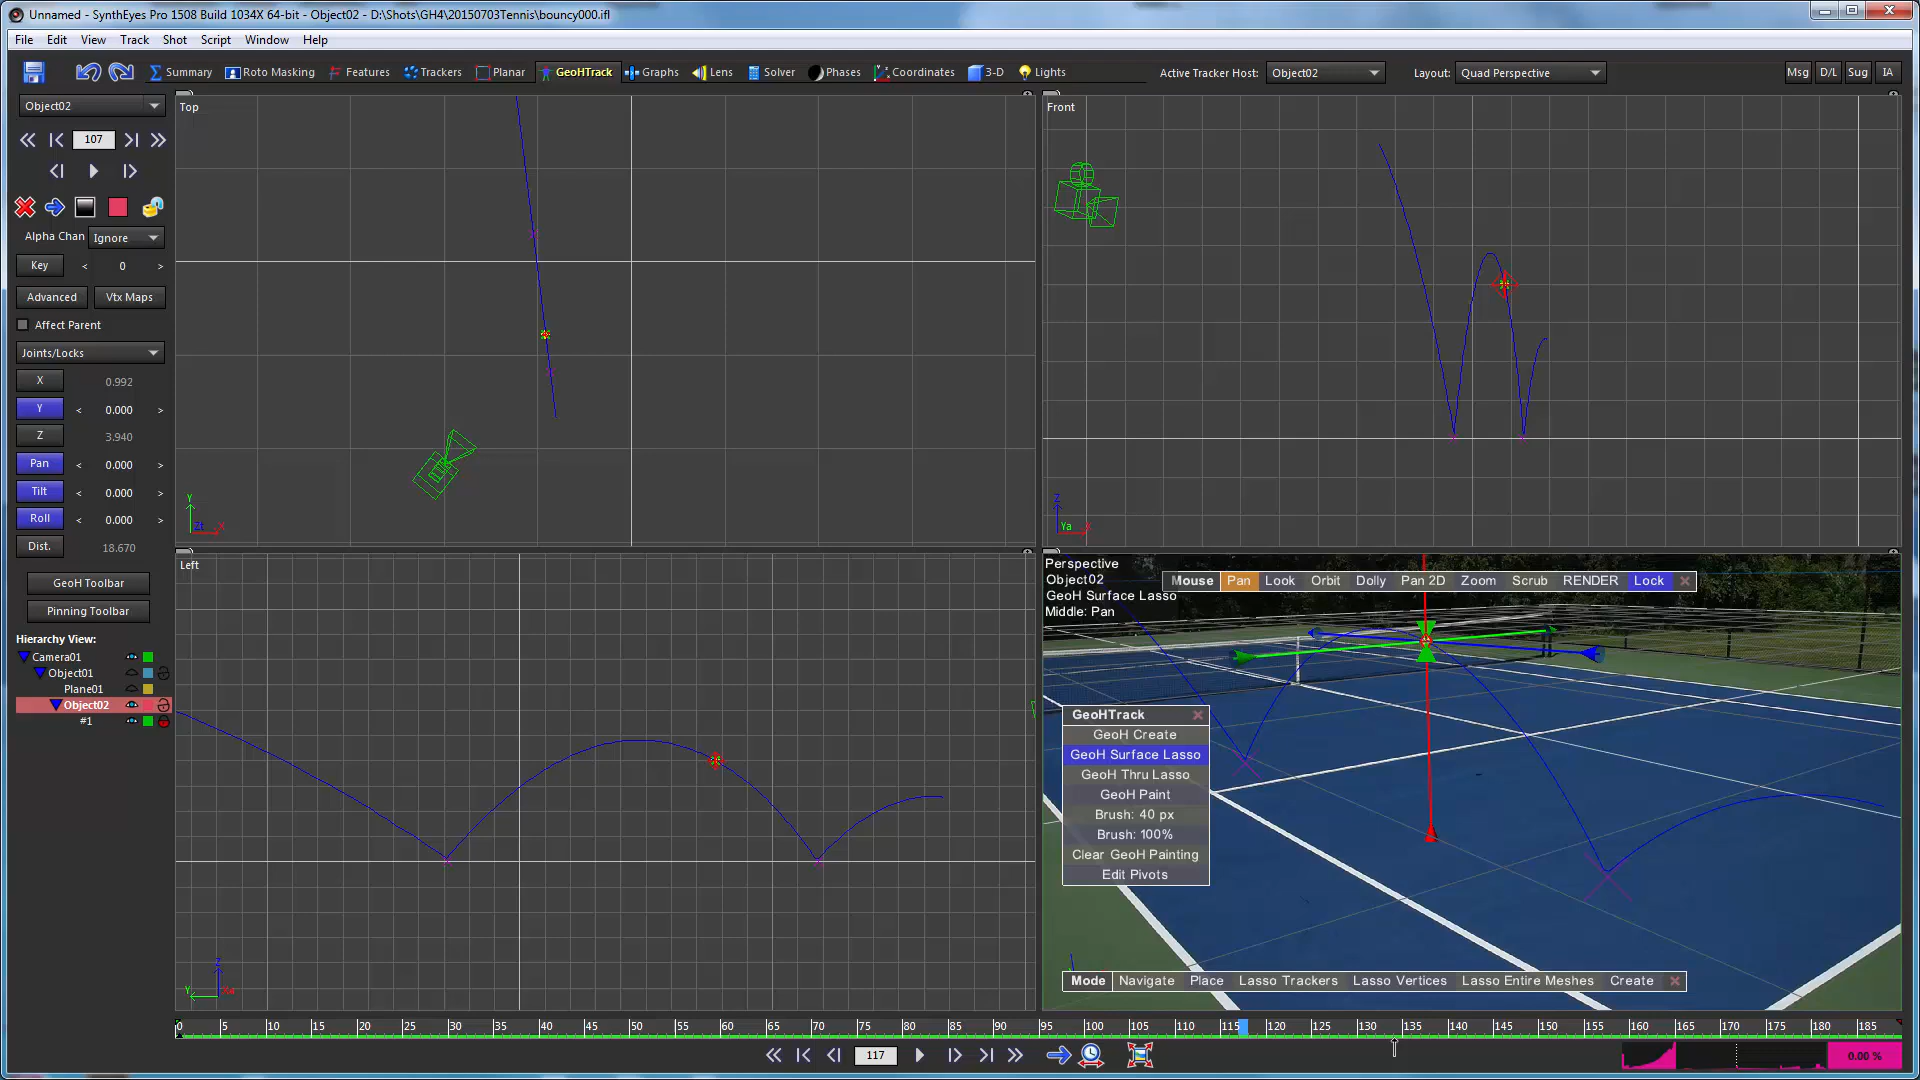 Unnamed - SynthEyes Pro 1508 Build 1034X 64-bit - Object02 - D:\Shots\GH4\20150703Tennis\bouncy000.ifl
File Edit View Track Shot Script Window Help
Summary Roto Masking Features Trackers Planar GeoHTrack Graphs Lens Solver Phases Coordinates 3-D Lights Active Tracker Host: Object02 Layout: Quad Perspective Msg D/L Sug IA
Object02
107
Alpha Chan Ignore
Key < 0 >
Advanced Vtx Maps
Affect Parent
Joints/Locks
X 0.992
Y < 0.000 >
Z 3.940
Pan < 0.000 >
Tilt < 0.000 >
Roll < 0.000 >
Dist. 18.670
GeoH Toolbar
Pinning Toolbar
Hierarchy View:
Camera01
Object01
Plane01
Object02
#1
Top
Y
Zt X
Front
Z
Ya X
Left
Z
Y
Perspective
Object02
GeoH Surface Lasso
Middle: Pan
Mouse Pan Look Orbit Dolly Pan 2D Zoom Scrub RENDER Lock
GeoHTrack
GeoH Create
GeoH Surface Lasso
GeoH Thru Lasso
GeoH Paint
Brush: 40 px
Brush: 100%
Clear GeoH Painting
Edit Pivots
Mode Navigate Place Lasso Trackers Lasso Vertices Lasso Entire Meshes Create
0 5 10 15 20 25 30 35 40 45 50 55 60 65 70 75 80 85 90 95 100 105 110 115 120 125 130 135 140 145 150 155 160 165 170 175 180 185
117
0.00 %